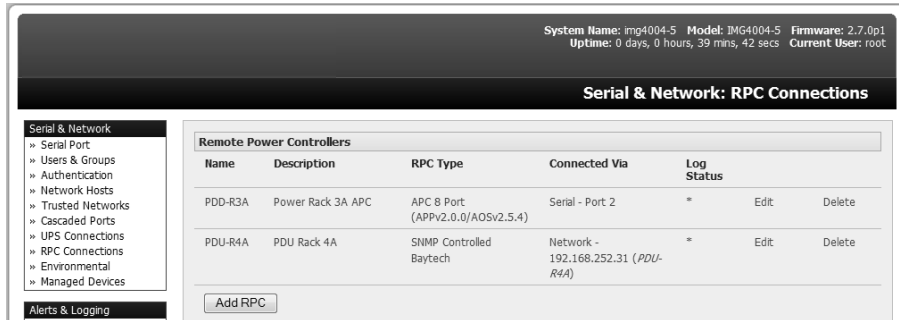 System Name: img4004-5 Model: IMG4004-5 Firmware: 2.7.0p1
Uptime: 0 days, 0 hours, 39 mins, 42 secs Current User: root
Serial & Network: RPC Connections
Serial & Network
» Serial Port
» Users & Groups
» Authentication
» Network Hosts
» Trusted Networks
» Cascaded Ports
» UPS Connections
» RPC Connections
» Environmental
» Managed Devices
Alerts & Logging
Remote Power Controllers
Name Description RPC Type Connected Via Log
Status
PDD-R3A Power Rack 3A APC APC 8 Port Serial - Port 2 * Edit Delete
(APPv2.0.0/AOSv2.5.4)
PDU-R4A PDU Rack 4A SNMP Controlled Network - * Edit Delete
Baytech 192.168.252.31 (PDU-
R4A)
Add RPC